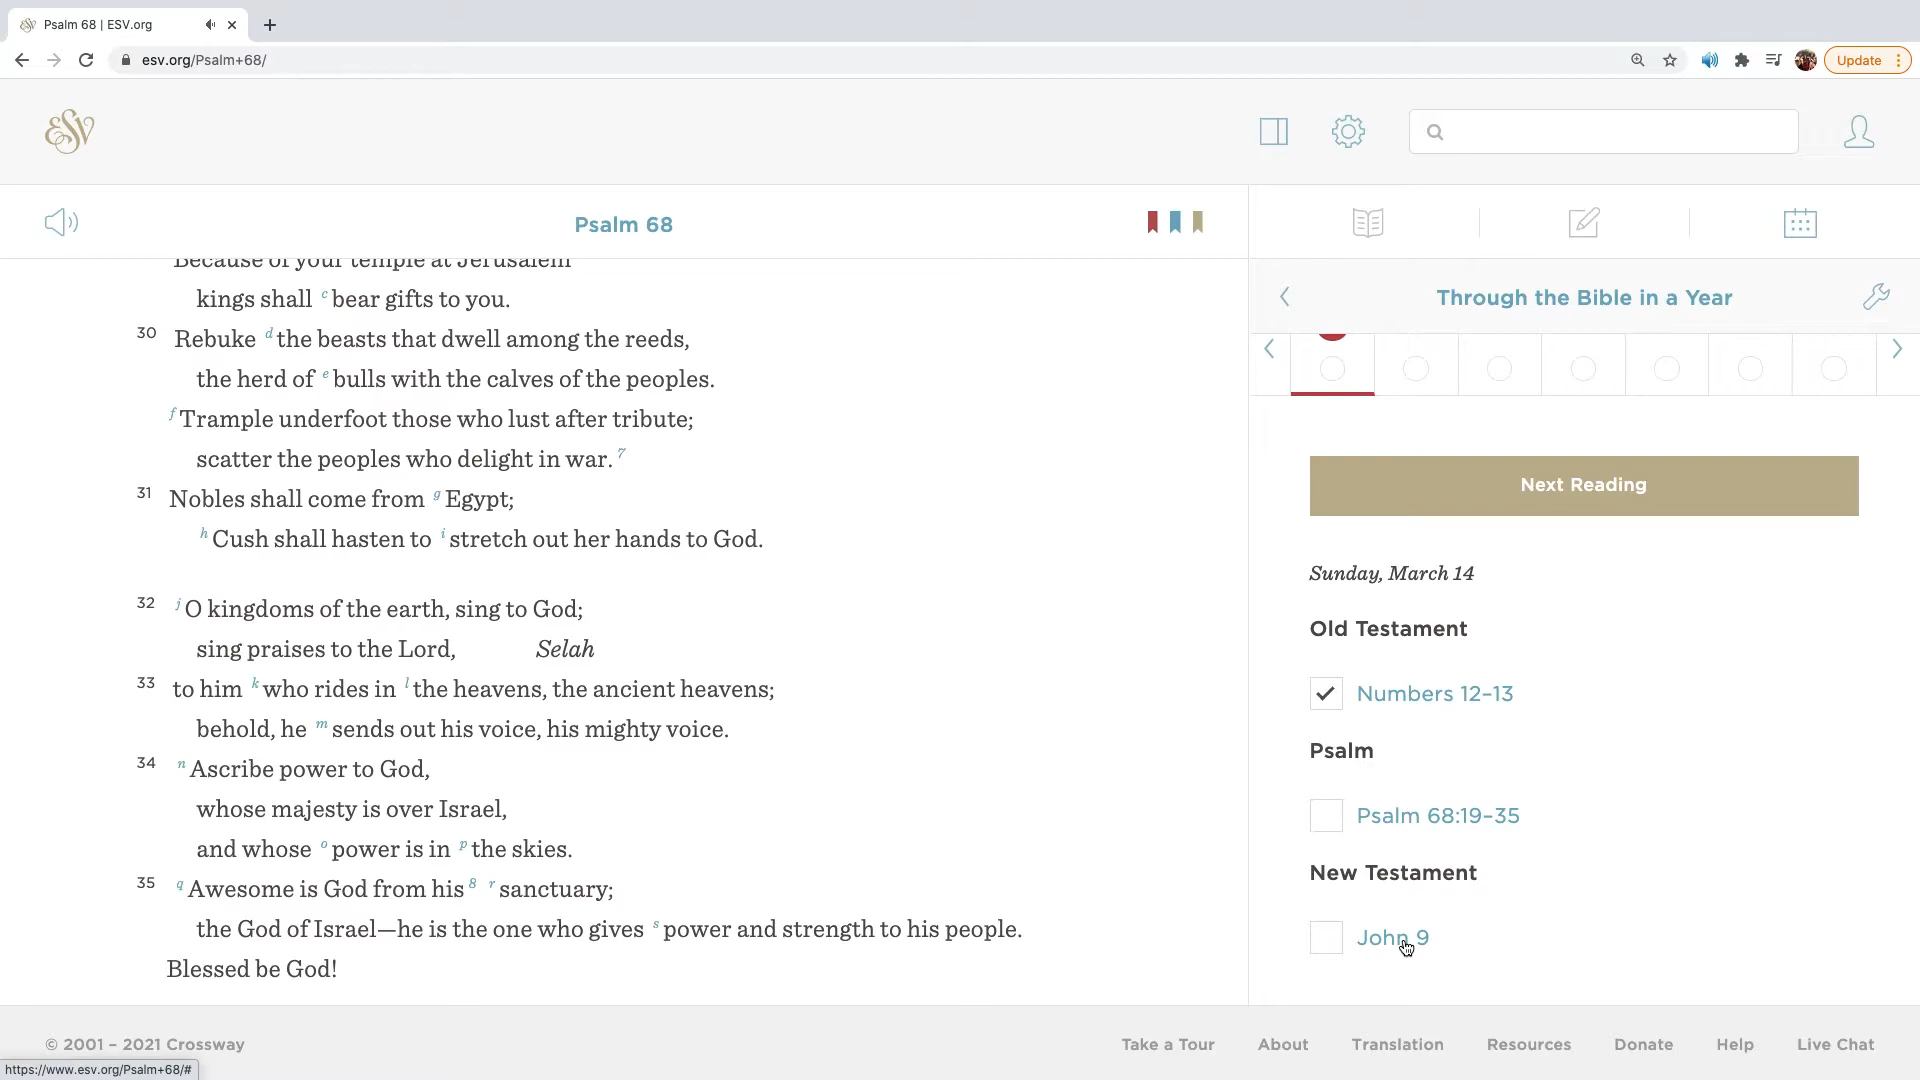 Psalm 68 | ESV.org
esv.org/Psalm+68/
Update
ESV
Psalm 68
Through the Bible in a Year
Because of your temple at Jerusalem
kings shall c bear gifts to you.
30 Rebuke d the beasts that dwell among the reeds,
the herd of e bulls with the calves of the peoples.
f Trample underfoot those who lust after tribute;
scatter the peoples who delight in war. 7
31 Nobles shall come from g Egypt;
h Cush shall hasten to i stretch out her hands to God.
32 j O kingdoms of the earth, sing to God;
sing praises to the Lord, Selah
33 to him k who rides in l the heavens, the ancient heavens;
behold, he m sends out his voice, his mighty voice.
34 n Ascribe power to God,
whose majesty is over Israel,
and whose o power is in p the skies.
35 q Awesome is God from his 8 r sanctuary;
the God of Israel—he is the one who gives s power and strength to his people.
Blessed be God!
Next Reading
Sunday, March 14
Old Testament
Numbers 12–13
Psalm
Psalm 68:19–35
New Testament
John 9
© 2001 – 2021 Crossway
Take a Tour
About
Translation
Resources
Donate
Help
Live Chat
https://www.esv.org/Psalm+68/#